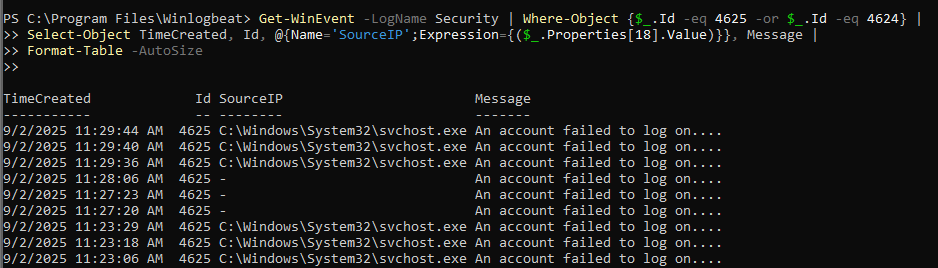 PS C:\Program Files\Winlogbeat> Get-WinEvent -LogName Security | Where-Object {$_.Id -eq 4625 -or $_.Id -eq 4624} |
>> Select-Object TimeCreated, Id, @{Name='SourceIP';Expression={($_.Properties[18].Value)}}, Message |
>> Format-Table -AutoSize
>>
TimeCreated Id SourceIP Message
----------- -- -------- -------
9/2/2025 11:29:44 AM 4625 C:\Windows\System32\svchost.exe An account failed to log on....
9/2/2025 11:29:40 AM 4625 C:\Windows\System32\svchost.exe An account failed to log on....
9/2/2025 11:29:36 AM 4625 C:\Windows\System32\svchost.exe An account failed to log on....
9/2/2025 11:28:06 AM 4625 - An account failed to log on....
9/2/2025 11:27:23 AM 4625 - An account failed to log on....
9/2/2025 11:27:20 AM 4625 - An account failed to log on....
9/2/2025 11:23:29 AM 4625 C:\Windows\System32\svchost.exe An account failed to log on....
9/2/2025 11:23:18 AM 4625 C:\Windows\System32\svchost.exe An account failed to log on....
9/2/2025 11:23:06 AM 4625 C:\Windows\System32\svchost.exe An account failed to log on....